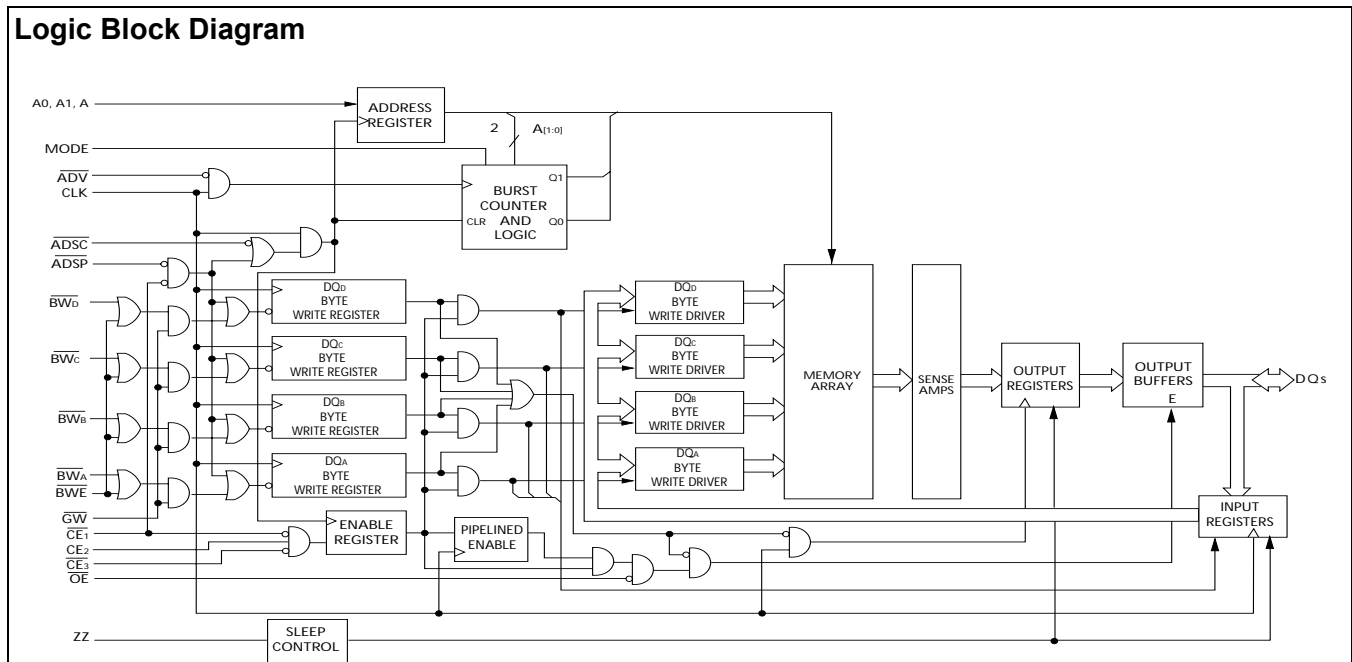 Logic Block Diagram
A0, A1, A
ADDRESS
REGISTER
2
A[1:0]
MODE
ADV
CLK
BURST
COUNTER
AND
LOGIC
Q1
CLR
Q0
ADSC
ADSP
BWD
DQD
BYTE
WRITE REGISTER
DQD
BYTE
WRITE DRIVER
BWC
DQC
BYTE
WRITE REGISTER
DQC
BYTE
WRITE DRIVER
MEMORY
ARRAY
SENSE
AMPS
OUTPUT
REGISTERS
OUTPUT
BUFFERS
E
DQs
BWB
DQB
BYTE
WRITE REGISTER
DQB
BYTE
WRITE DRIVER
BWA
BWE
DQA
BYTE
WRITE REGISTER
DQA
BYTE
WRITE DRIVER
GW
CE1
CE2
CE3
OE
ENABLE
REGISTER
PIPELINED
ENABLE
INPUT
REGISTERS
ZZ
SLEEP
CONTROL